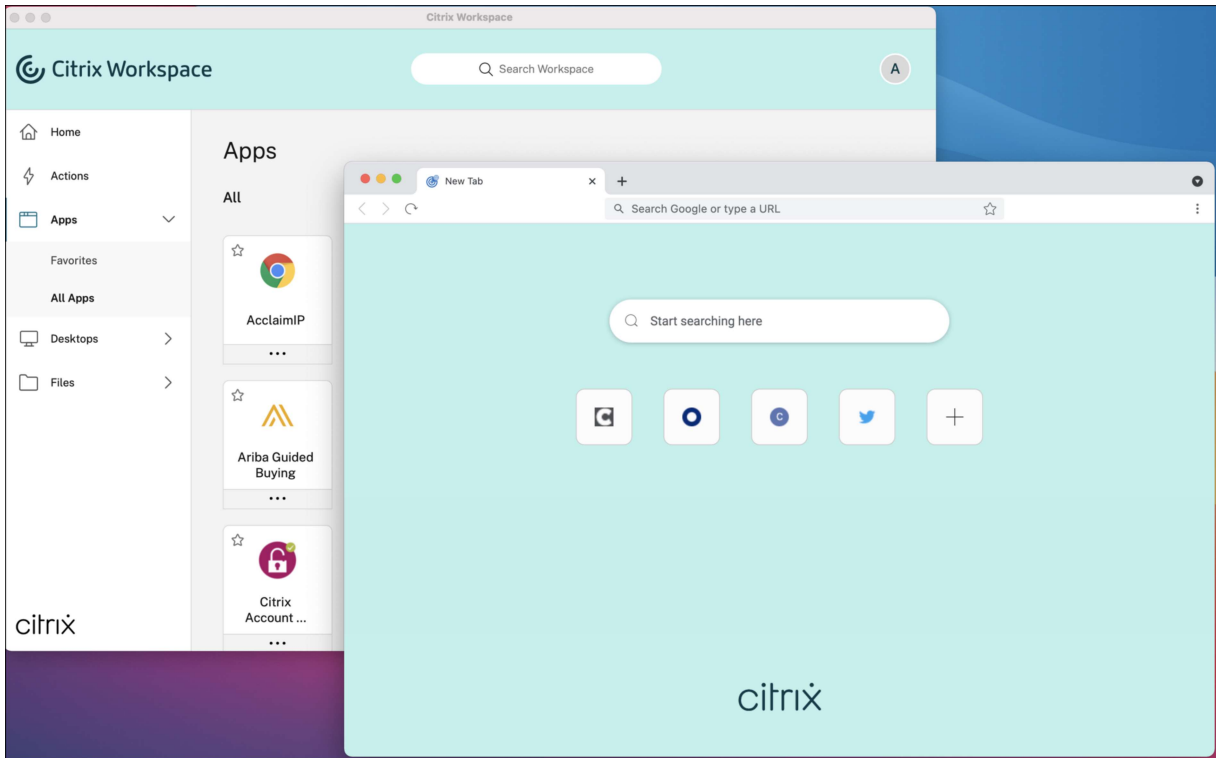 Citrix Workspace
Citrix Workspace
Search Workspace
A
Home
Actions
Apps
Favorites
All Apps
Desktops
Files
citrix
Apps
All
AcclaimIP
Ariba Guided
Buying
Citrix
Account ...
New Tab
Search Google or type a URL
Start searching here
C
C
citrix